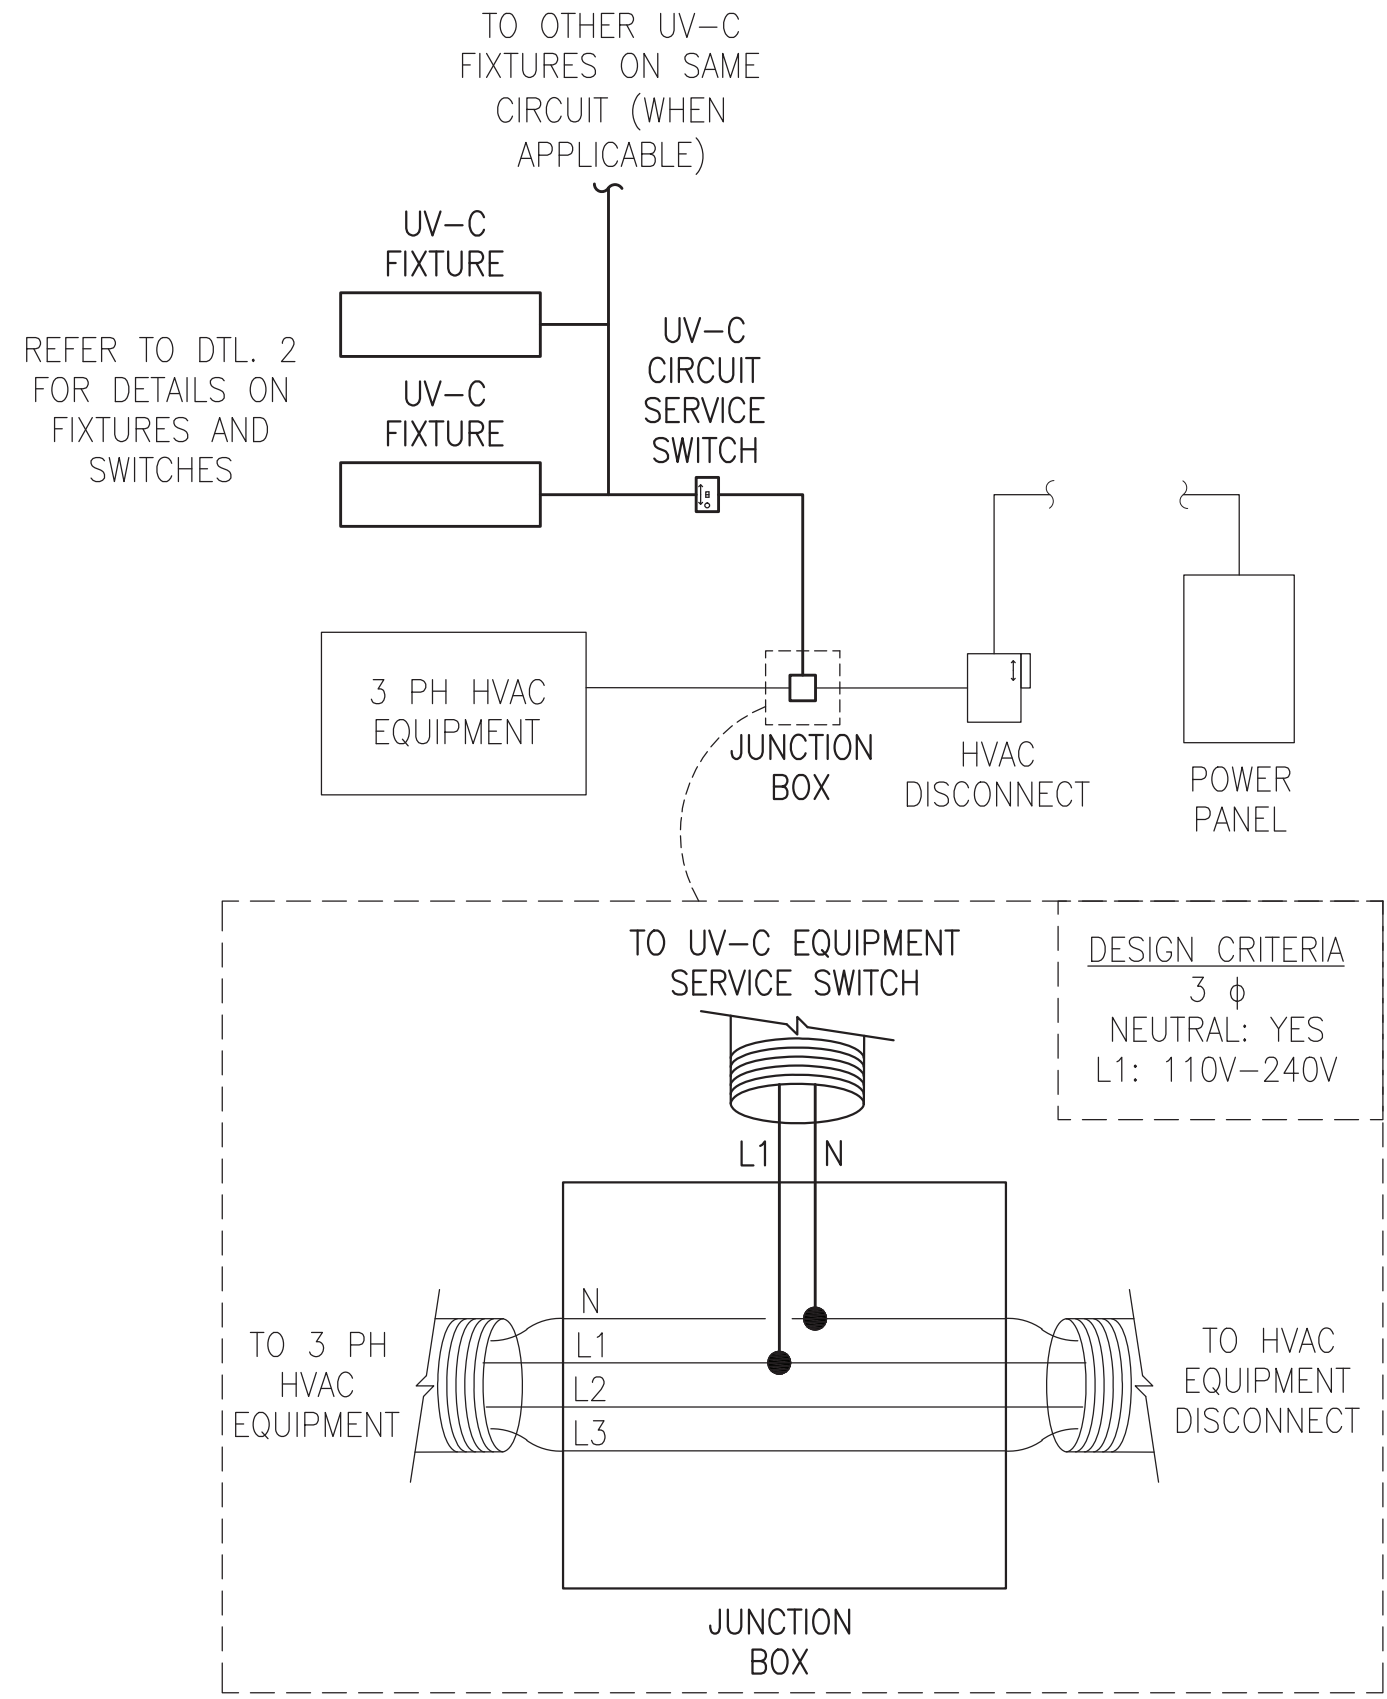 TO OTHER UV-C
FIXTURES ON SAME
CIRCUIT (WHEN
APPLICABLE)
UV-C
FIXTURE
REFER TO DTL. 2
FOR DETAILS ON
FIXTURES AND
SWITCHES
UV-C
FIXTURE
UV-C
CIRCUIT
SERVICE
SWITCH
3 PH HVAC
EQUIPMENT
JUNCTION
BOX
HVAC
DISCONNECT
POWER
PANEL
TO UV-C EQUIPMENT
SERVICE SWITCH
DESIGN CRITERIA
3 ϕ
NEUTRAL: YES
L1: 110V-240V
L1
N
TO 3 PH
HVAC
EQUIPMENT
N
L1
L2
L3
TO HVAC
EQUIPMENT
DISCONNECT
JUNCTION
BOX